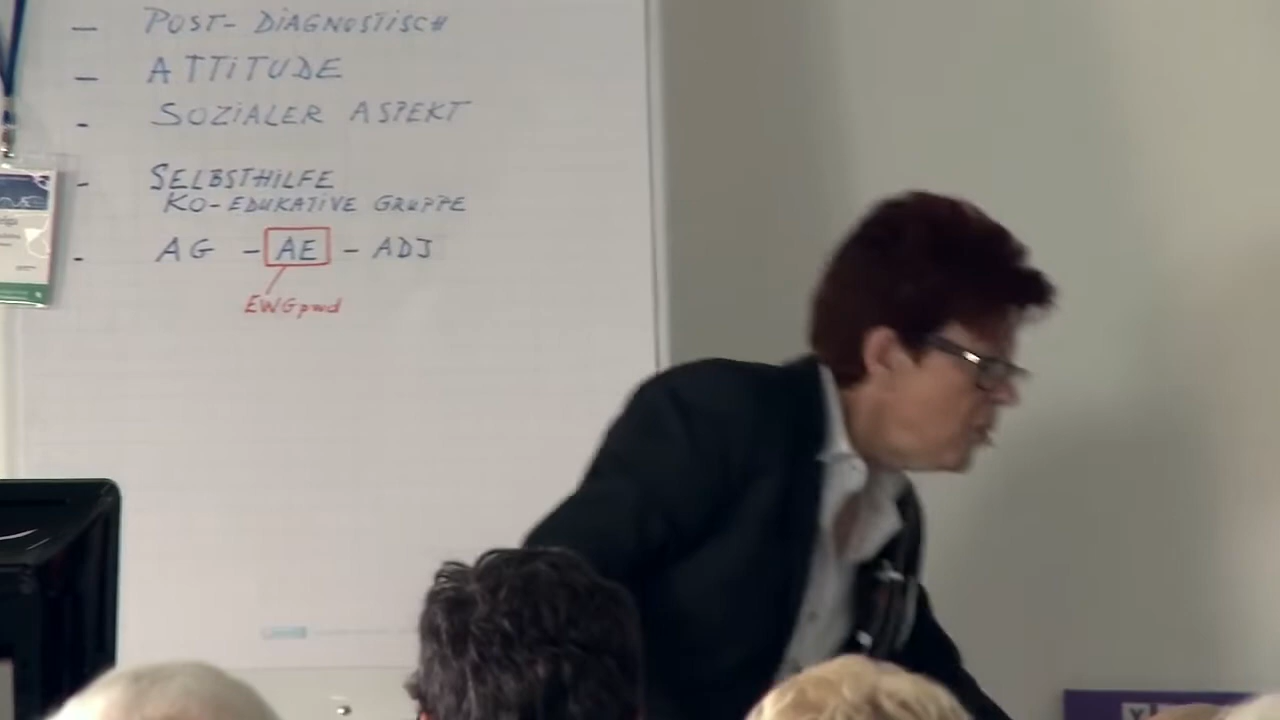 - POST-DIAGNOSTISCH
- ATTITUDE
- SOZIALER ASPEKT
- SELBSTHILFE
KO-EDUKATIVE GRUPPE
- AG - AE - ADJ
EWGpwd